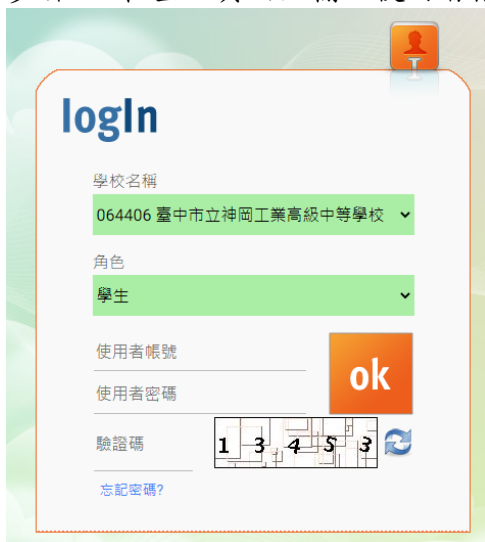 logIn
學校名稱
064406 臺中市立神岡工業高級中等學校
角色
學生
使用者帳號
ok
使用者密碼
驗證碼
1 3 4 5 3
忘記密碼?